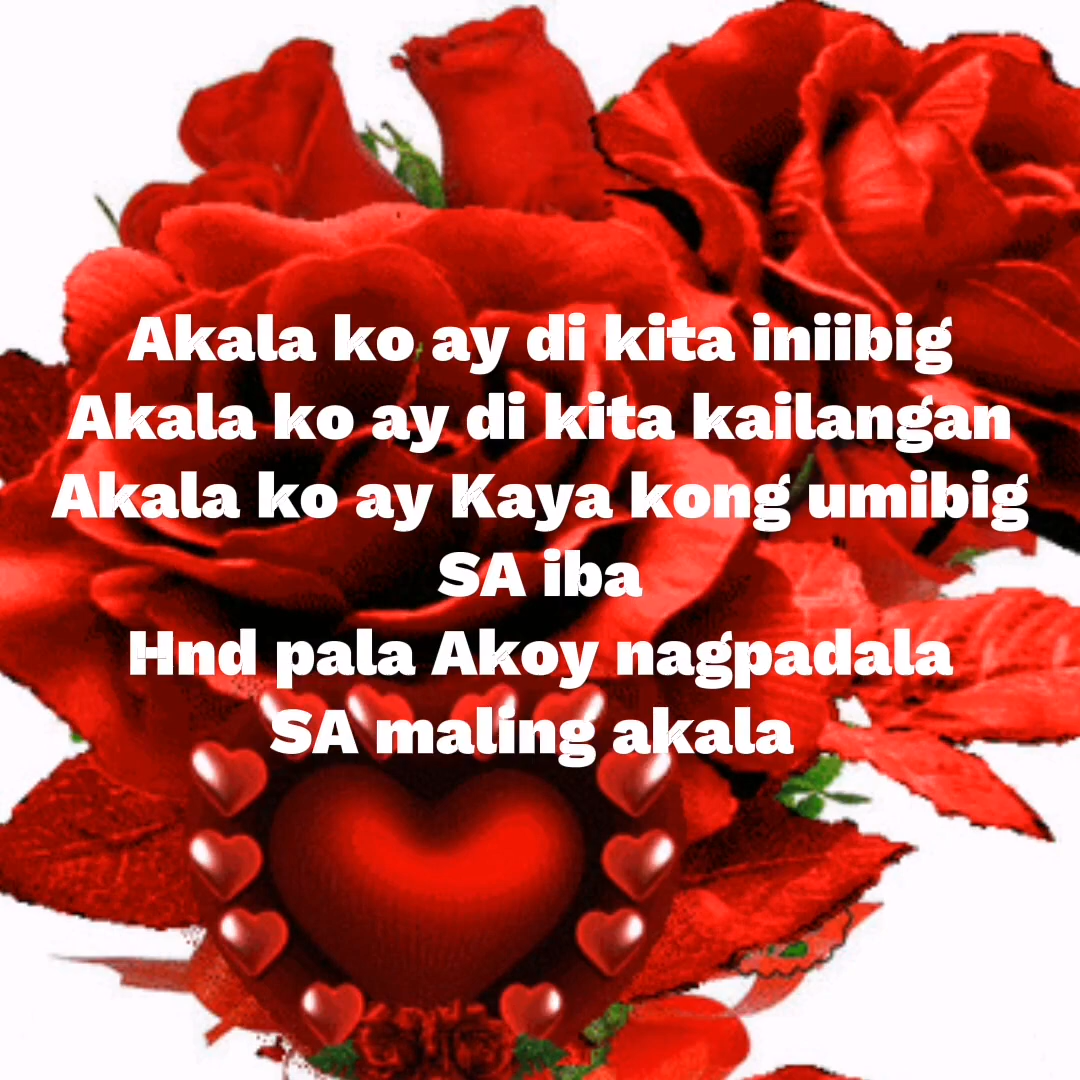 Akala ko ay di kita iniibig
Akala ko ay di kita kailangan
Akala ko ay Kaya kong umibig
SA iba
Hnd pala Akoy nagpadala
SA maling akala